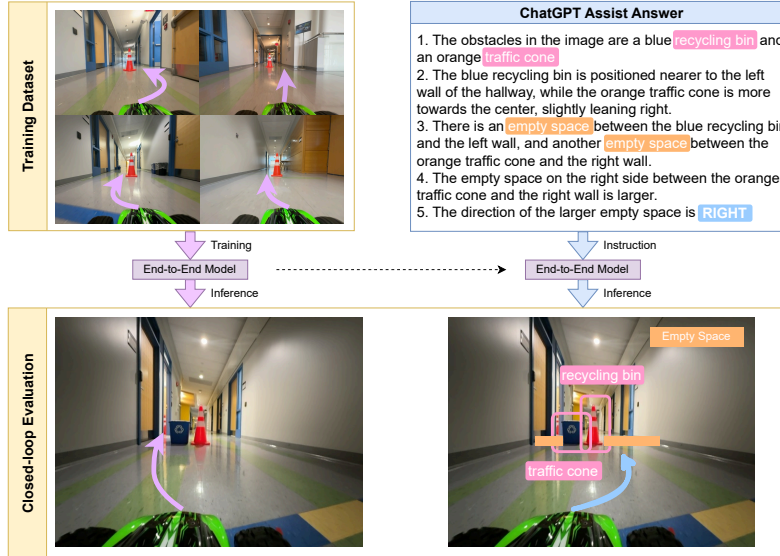 Training Dataset
ChatGPT Assist Answer
1. The obstacles in the image are a blue recycling bin and
an orange traffic cone
2. The blue recycling bin is positioned nearer to the left
wall of the hallway, while the orange traffic cone is more
towards the center, slightly leaning right.
3. There is an empty space between the blue recycling bin
and the left wall, and another empty space between the
orange traffic cone and the right wall.
4. The empty space on the right side between the orange
traffic cone and the right wall is larger.
5. The direction of the larger empty space is RIGHT
Training
Instruction
End-to-End Model
End-to-End Model
Inference
Inference
Closed-loop Evaluation
Empty Space
recycling bin
traffic cone